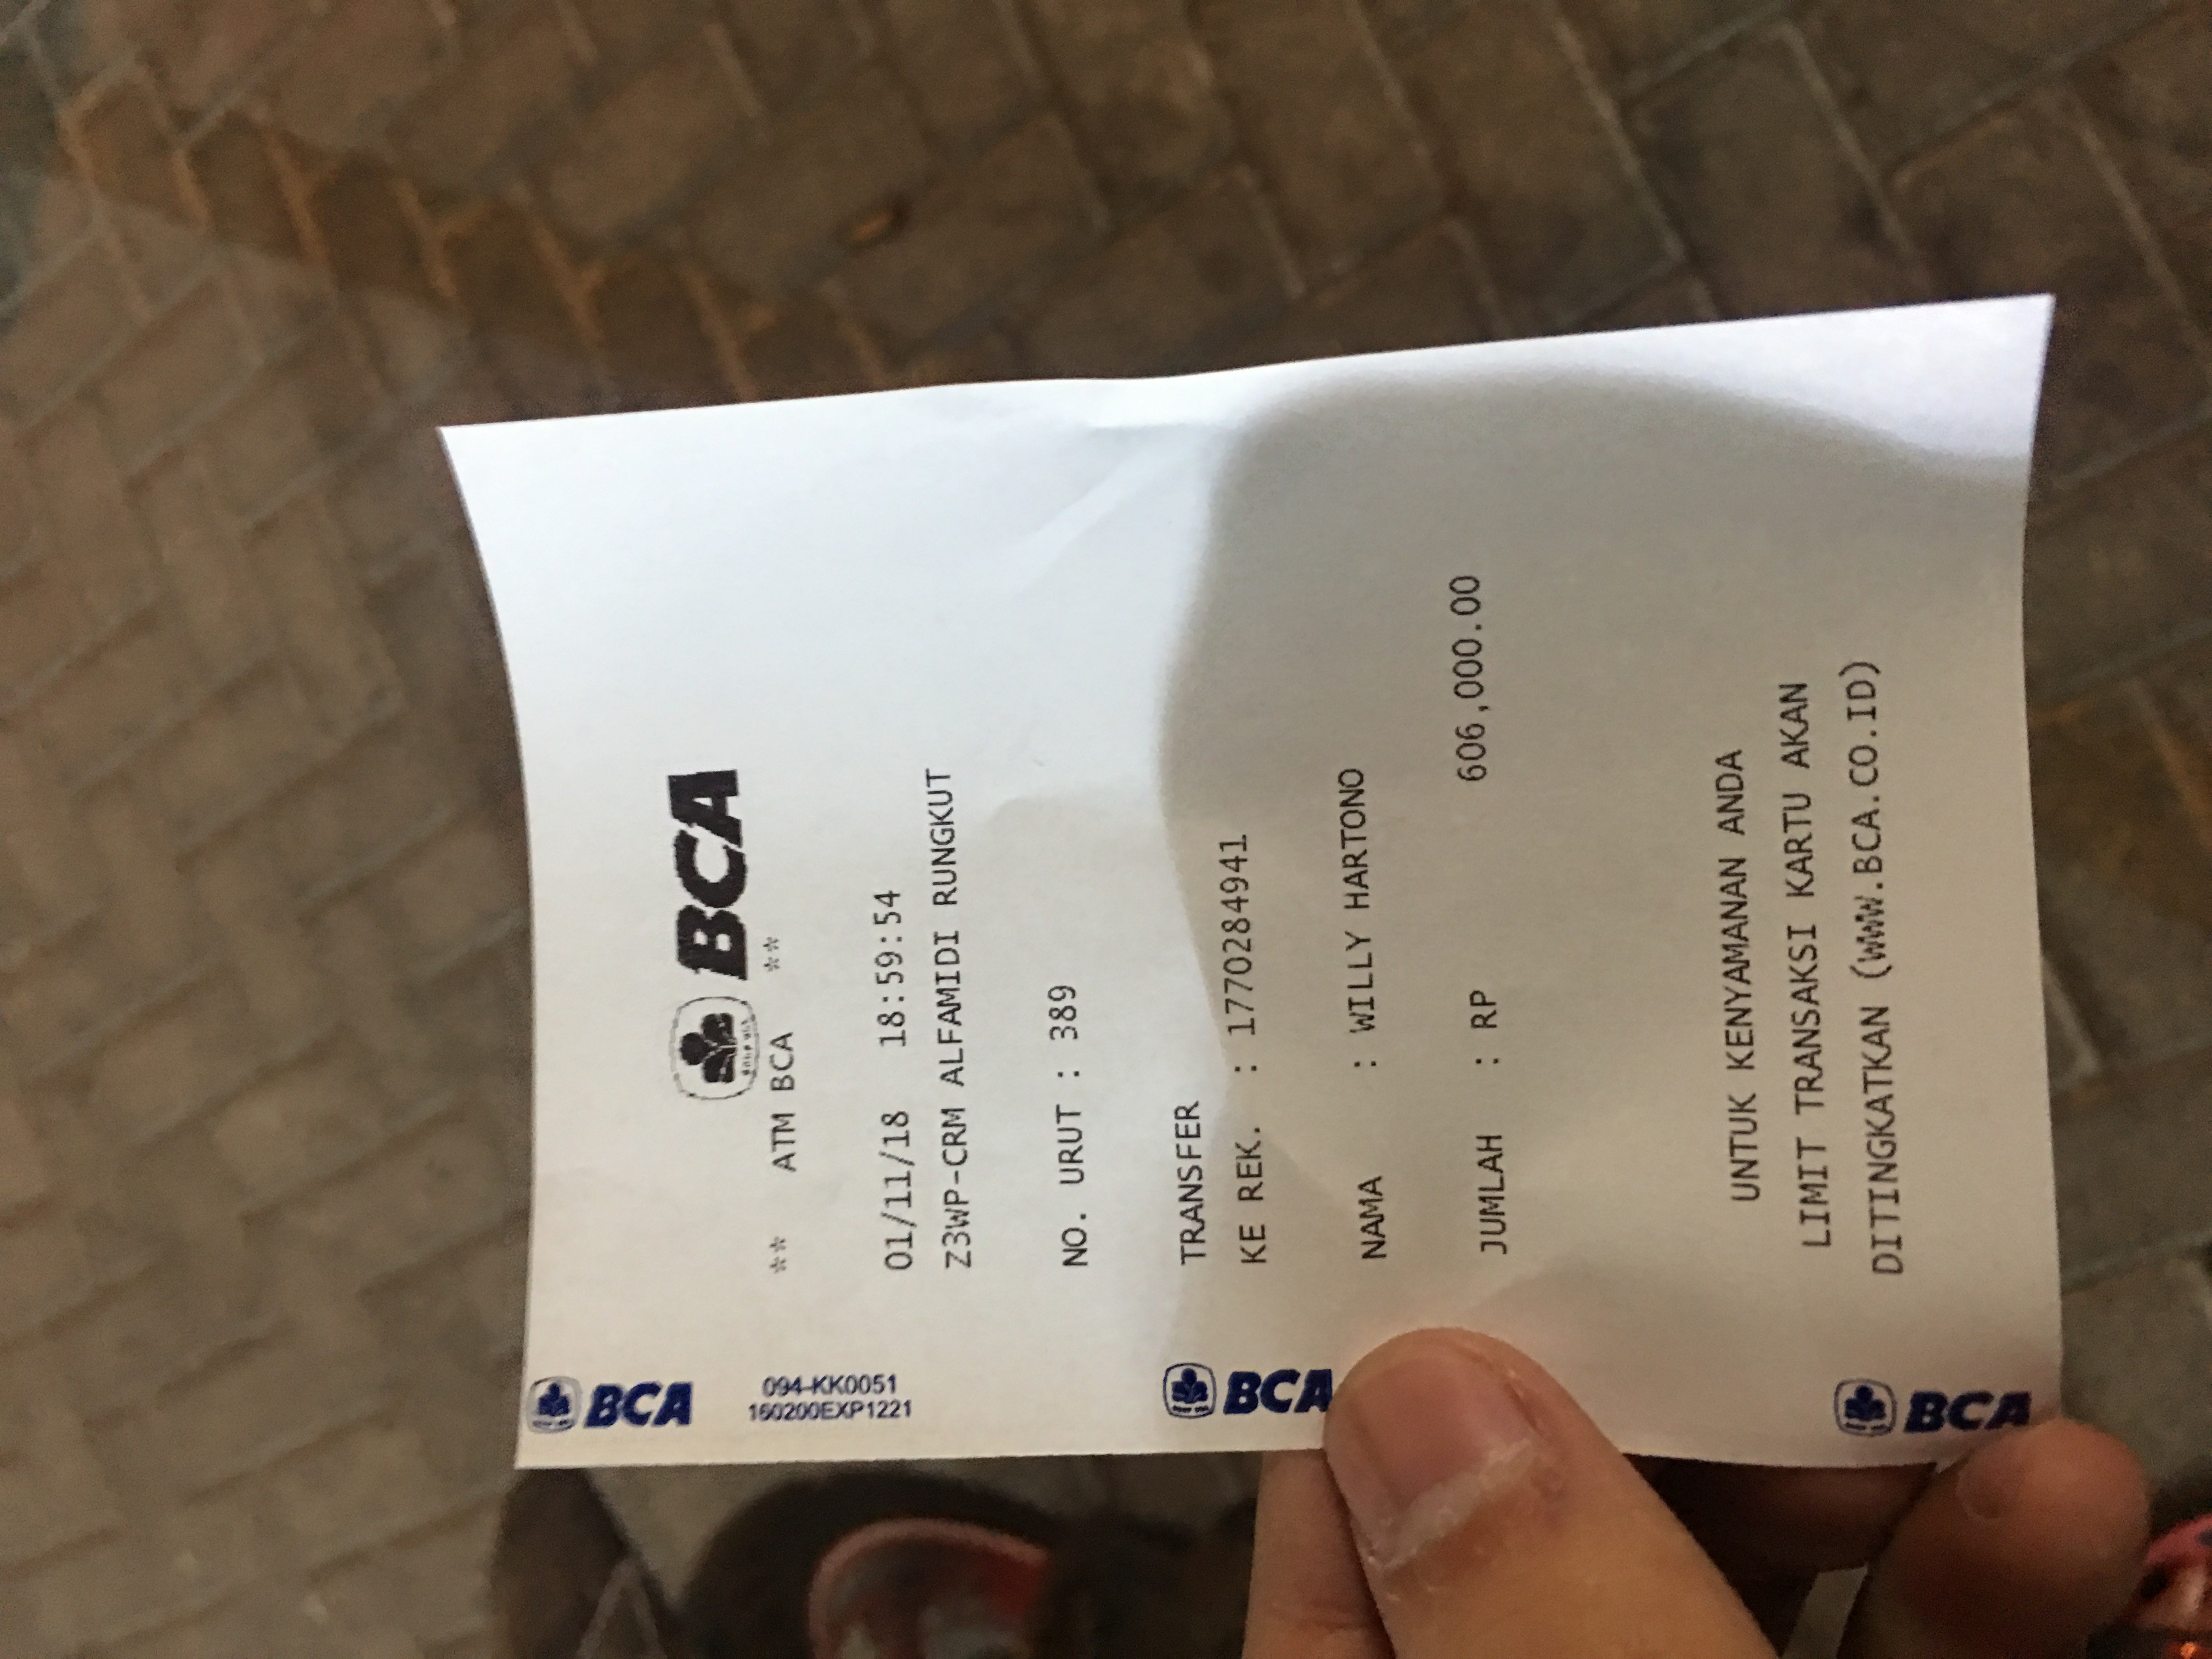 BCA
** ATM BCA **
01/11/18 18:59:54
Z3WP-CRM ALFAMIDI RUNGKUT
NO. URUT : 389
TRANSFER
KE REK. : 1770284941
NAMA : WILLY HARTONO
JUMLAH : RP 606,000.00
UNTUK KENYAMANAN ANDA
LIMIT TRANSAKSI KARTU AKAN
DITINGKATKAN (WWW.BCA.CO.ID)
BCA
094-KK0051
160200EXP1221
BCA
BCA